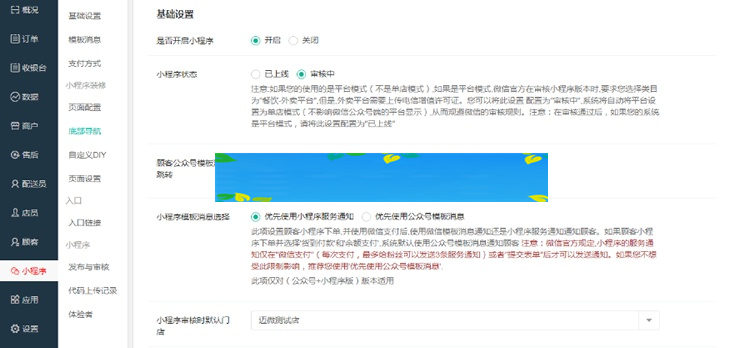 概况
订单
收银台
数据
商户
售后
配送员
店员
顾客
小程序
应用
设置
基础设置
模板消息
支付方式
小程序装修
页面配置
底部导航
自定义DIY
页面设置
入口
入口链接
小程序
发布与审核
代码上传记录
体验者
基础设置
是否开启小程序
开启
关闭
小程序状态
已上线
审核中
注意:如果您的使用的是平台模式（不是单店模式）,如果是平台模式,微信官方在审核小程序版本时,要求您选择类目
为"餐饮-外卖平台",但是,外卖平台需要上传电信增值许可证。您可以将此设置 配置为"审核中",系统将自动将平台设
置为单店模式（不影响微信公众号端的平台显示）,从而规避微信的审核规则。注意：在审核通过后，如果您的系统
是平台模式，请将此设置配置为"已上线"
顾客公众号模板
跳转
小程序模板消息选择
优先使用小程序服务通知
优先使用公众号模板消息
此项设置顾客小程序下单,并使用微信支付后,使用微信模板消息通知还是小程序服务通知通知顾客。如果顾客小程
序下单并选择'货到付款'和'余额支付',系统默认使用公众号模板消息通知顾客 注意：微信官方规定,小程序的服务通
知仅在"微信支付"（每次支付，最多给粉丝可以发送3条服务通知）或者"提交表单"后才可以发送通知。如果您不想
受此限制影响，推荐您使用'优先使用公众号模板消息'.
此项仅对（公众号+小程序版）版本适用
小程序审核时默认门
店
迈微测试店